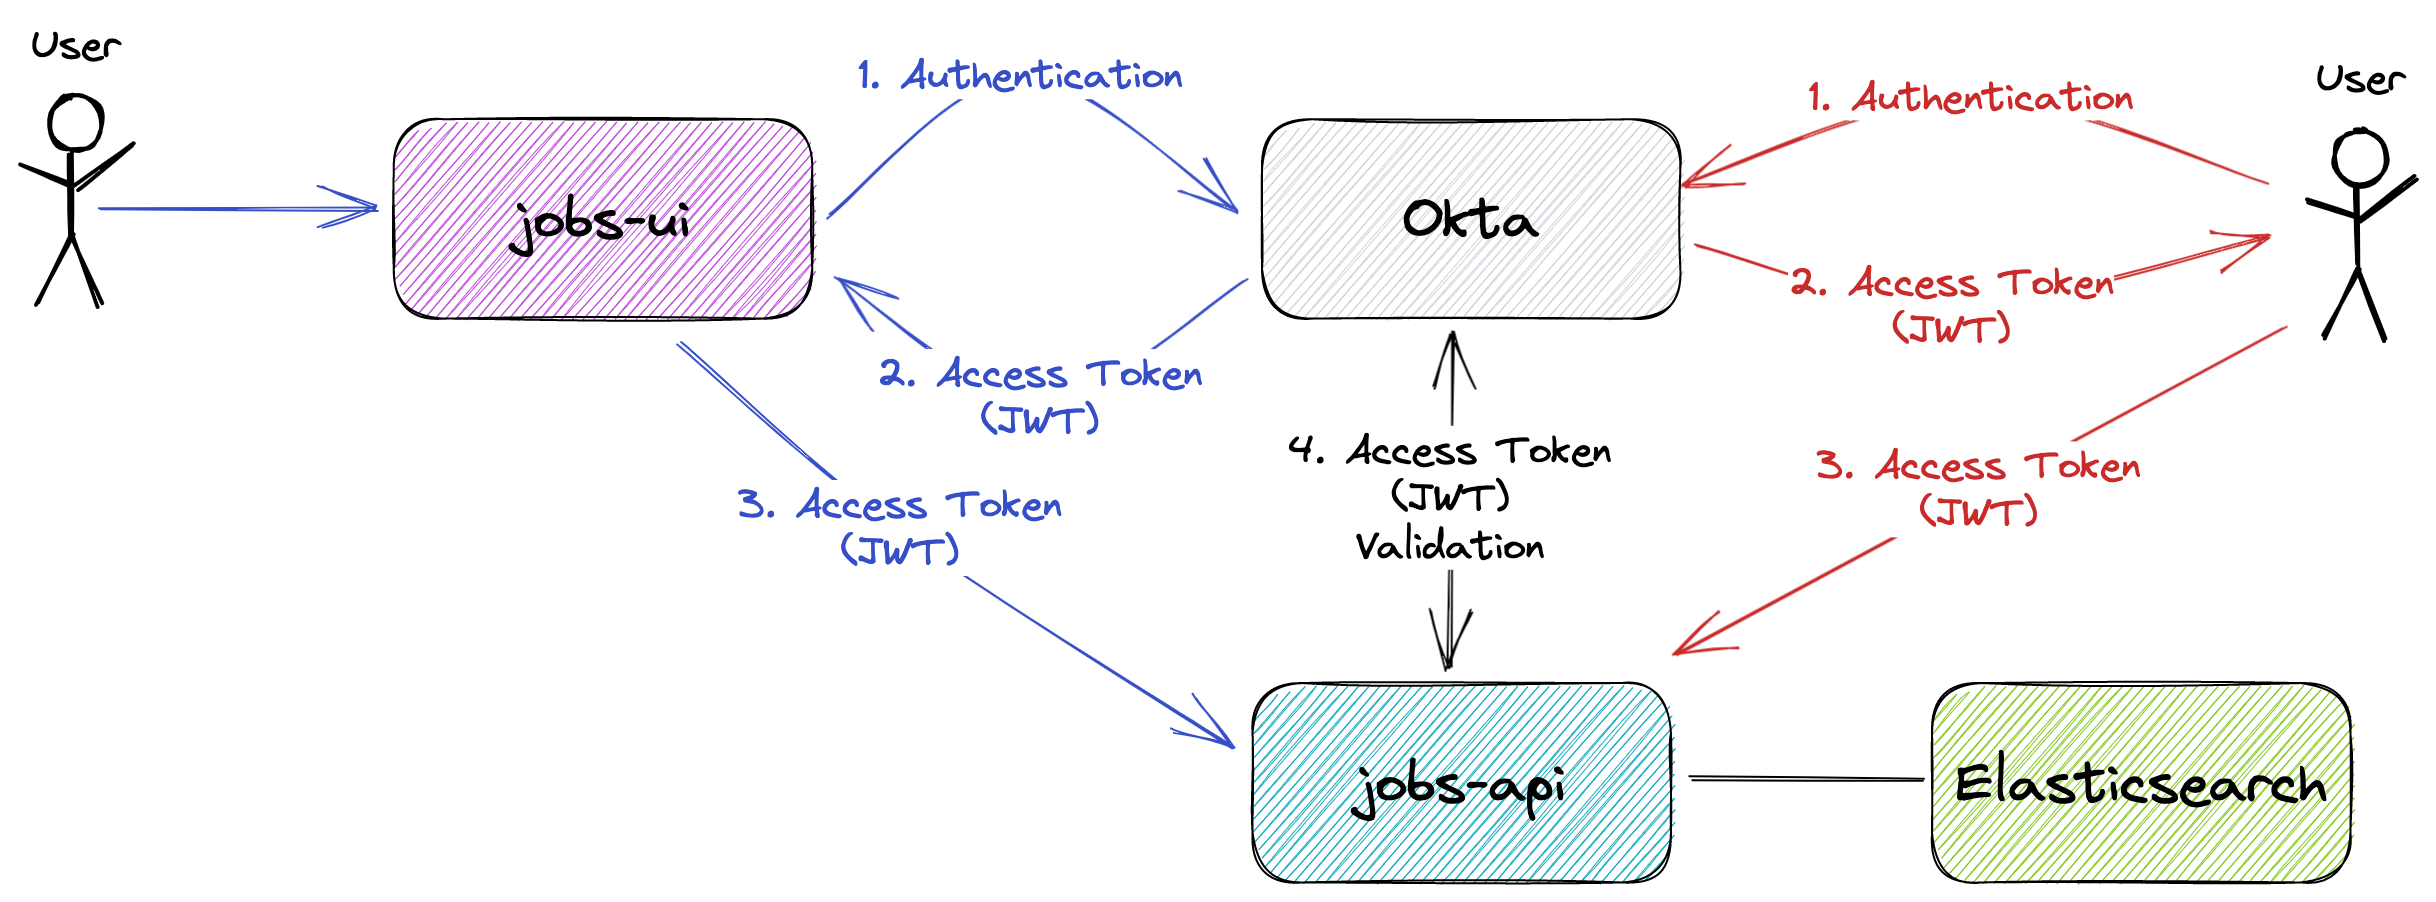 User
User
1. Authentication
1. Authentication
jobs-ui
Okta
2. Access Token
(JWT)
2. Access Token
(JWT)
3. Access Token
(JWT)
4. Access Token
(JWT)
Validation
3. Access Token
(JWT)
jobs-api
Elasticsearch